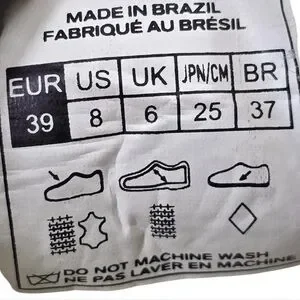 MADE IN BRAZIL
FABRIQUÉ AU BRÉSIL
EUR US UK JPN/CM BR
39 8 6 25 37
DO NOT MACHINE WASH
NE PAS LAVER EN MACHINE